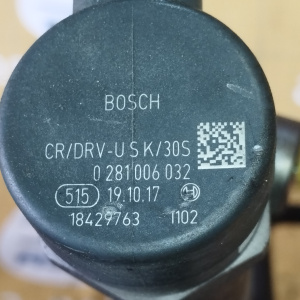 BOSCH
CR/DRV-U S K/30S
0 281 006 032
515 19.10.17
18429763 1102